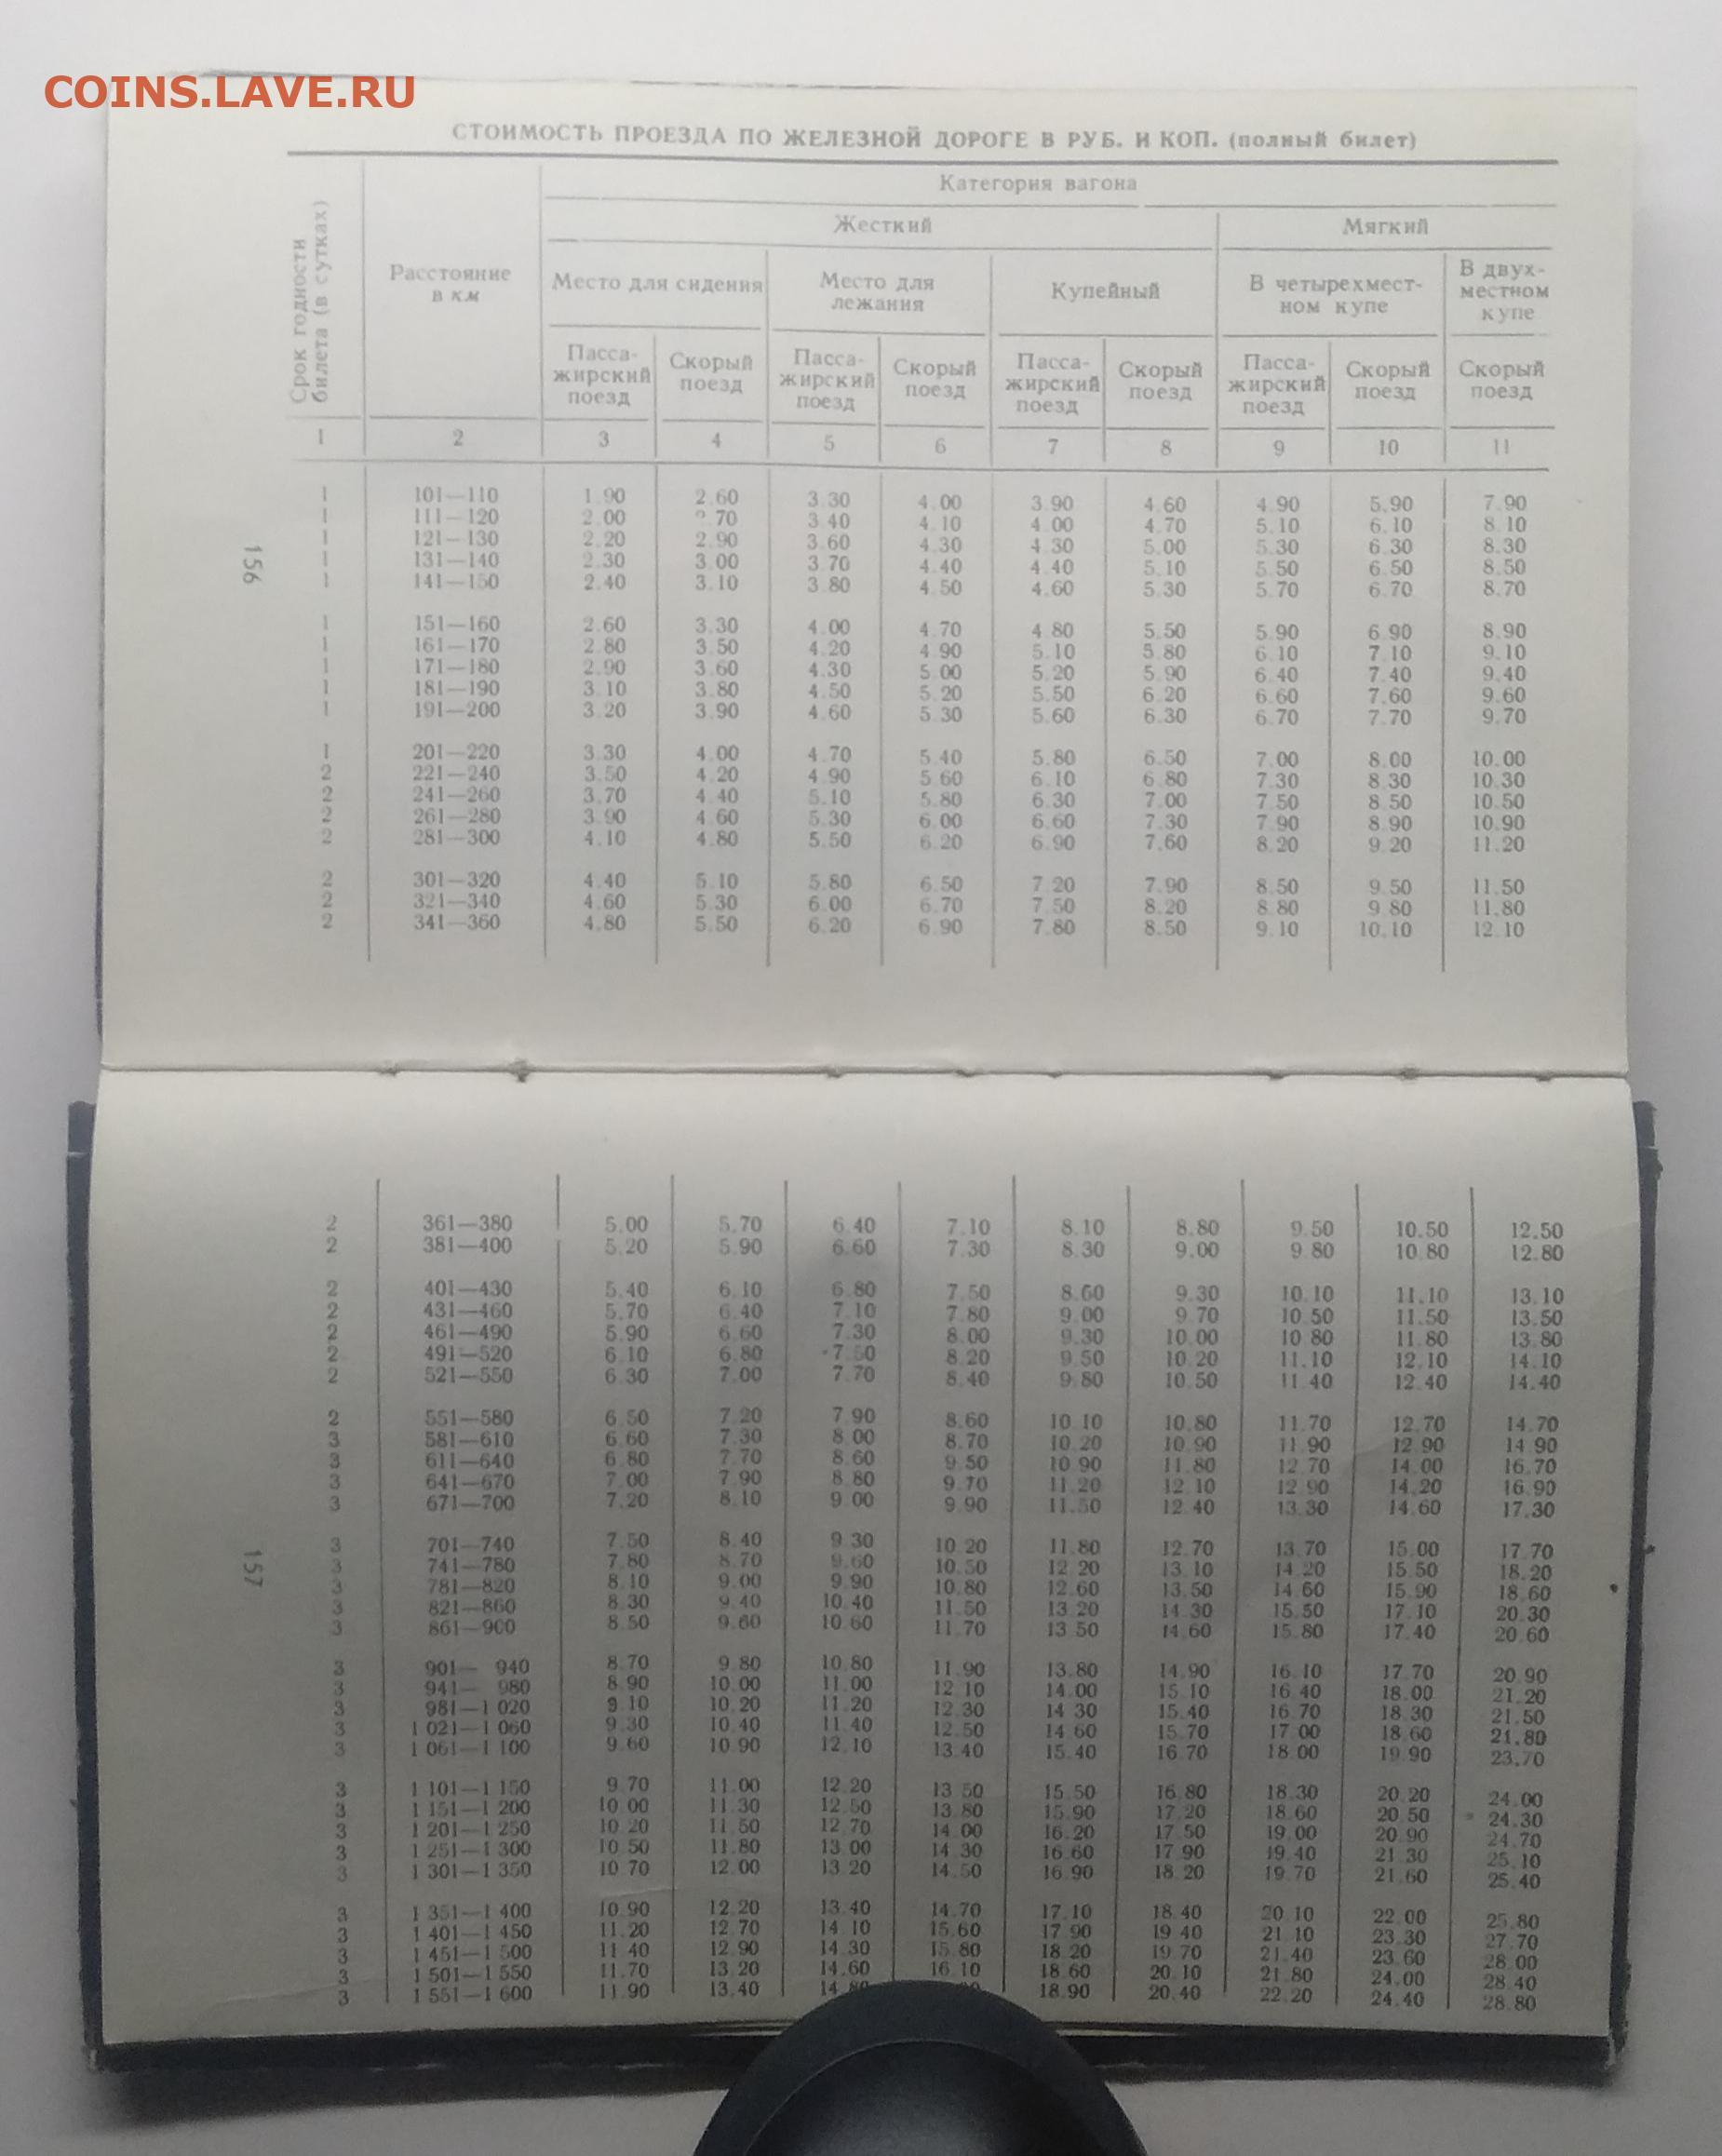 COINS.LAVE.RU
СТОИМОСТЬ ПРОЕЗДА ПО ЖЕЛЕЗНОЙ ДОРОГЕ В РУБ. И КОП. (полный билет)
Срок годности билета (в сутках)
Расстояние в км
Категория вагона
Жесткий
Мягкий
Место для сидения
Место для лежания
Купейный
В четырехмест-
ном купе
В двух-
местном
купе
Пасса-
жирский
поезд
Скорый
поезд
Пасса-
жирский
поезд
Скорый
поезд
Пасса-
жирский
поезд
Скорый
поезд
Пасса-
жирский
поезд
Скорый
поезд
Скорый
поезд
1 2 3 4 5 6 7 8 9 10 11
1 101—110 1.90 2.60 3.30 4.00 3.90 4.60 4.90 5.90 7.90
1 111—120 2.00 70 3.40 4.10 4.00 4.70 5.10 6.10 8.10
1 121—130 2.20 2.90 3.60 4.30 4.30 5.00 5.30 6.30 8.30
1 131—140 2.30 3.00 3.70 4.40 4.40 5.10 5.50 6.50 8.50
1 141—150 2.40 3.10 3.80 4.50 4.60 5.30 5.70 6.70 8.70
1 151—160 2.60 3.30 4.00 4.70 4.80 5.50 5.90 6.90 8.90
1 161—170 2.80 3.50 4.20 4.90 5.10 5.80 6.10 7.10 9.10
1 171—180 2.90 3.60 4.30 5.00 5.20 5.90 6.40 7.40 9.40
1 181—190 3.10 3.80 4.50 5.20 5.50 6.20 6.60 7.60 9.60
1 191—200 3.20 3.90 4.60 5.30 5.60 6.30 6.70 7.70 9.70
1 201—220 3.30 4.00 4.70 5.40 5.80 6.50 7.00 8.00 10.00
2 221—240 3.50 4.20 4.90 5.60 6.10 6.80 7.30 8.30 10.30
2 241—260 3.70 4.40 5.10 5.80 6.30 7.00 7.50 8.50 10.50
2 261—280 3.90 4.60 5.30 6.00 6.60 7.30 7.90 8.90 10.90
2 281—300 4.10 4.80 5.50 6.20 6.90 7.60 8.20 9.20 11.20
2 301—320 4.40 5.10 5.80 6.50 7.20 7.90 8.50 9.50 11.50
2 321—340 4.60 5.30 6.00 6.70 7.50 8.20 8.80 9.80 11.80
2 341—360 4.80 5.50 6.20 6.90 7.80 8.50 9.10 10.10 12.10
156
2 361—380 5.00 5.70 6.40 7.10 8.10 8.80 9.50 10.50 12.50
2 381—400 5.20 5.90 6.60 7.30 8.30 9.00 9.80 10.80 12.80
2 401—430 5.40 6.10 6.80 7.50 8.60 9.30 10.10 11.10 13.10
2 431—460 5.70 6.40 7.10 7.80 9.00 9.70 10.50 11.50 13.50
2 461—490 5.90 6.60 7.30 8.00 9.30 10.00 10.80 11.80 13.80
2 491—520 6.10 6.80 7.50 8.20 9.50 10.20 11.10 12.10 14.10
2 521—550 6.30 7.00 7.70 8.40 9.80 10.50 11.40 12.40 14.40
2 551—580 6.50 7.20 7.90 8.60 10.10 10.80 11.70 12.70 14.70
3 581—610 6.60 7.30 8.00 8.70 10.20 10.90 11.90 12.90 14.90
3 611—640 6.80 7.70 8.60 9.50 10.90 11.80 12.70 14.00 16.70
3 641—670 7.00 7.90 8.80 9.70 11.20 12.10 12.90 14.20 16.90
3 671—700 7.20 8.10 9.00 9.90 11.50 12.40 13.30 14.60 17.30
3 701—740 7.50 8.40 9.30 10.20 11.80 12.70 13.70 15.00 17.70
3 741—780 7.80 8.70 9.60 10.50 12.20 13.10 14.20 15.50 18.20
3 781—820 8.10 9.00 9.90 10.80 12.60 13.50 14.60 15.90 18.60
3 821—860 8.30 9.40 10.40 11.50 13.20 14.30 15.50 17.10 20.30
3 861—900 8.50 9.60 10.60 11.70 13.50 14.60 15.80 17.40 20.60
3 901— 940 8.70 9.80 10.80 11.90 13.80 14.90 16.10 17.70 20.90
3 941— 980 8.90 10.00 11.00 12.10 14.00 15.10 16.40 18.00 21.20
3 981—1 020 9.10 10.20 11.20 12.30 14.30 15.40 16.70 18.30 21.50
3 1 021—1 060 9.30 10.40 11.40 12.50 14.60 15.70 17.00 18.60 21.80
3 1 061—1 100 9.60 10.90 12.10 13.40 15.40 16.70 18.00 19.90 23.70
3 1 101—1 150 9.70 11.00 12.20 13.50 15.50 16.80 18.30 20.20 24.00
3 1 151—1 200 10.00 11.30 12.50 13.80 15.90 17.20 18.60 20.50 24.30
3 1 201—1 250 10.20 11.50 12.70 14.00 16.20 17.50 19.00 20.90 24.70
3 1 251—1 300 10.50 11.80 13.00 14.30 16.60 17.90 19.40 21.30 25.10
3 1 301—1 350 10.70 12.00 13.20 14.50 16.90 18.20 19.70 21.60 25.40
3 1 351—1 400 10.90 12.20 13.40 14.70 17.10 18.40 20.10 22.00 25.80
3 1 401—1 450 11.20 12.70 14.10 15.60 17.90 19.40 21.10 23.30 27.70
3 1 451—1 500 11.40 12.90 14.30 15.80 18.20 19.70 21.40 23.60 28.00
3 1 501—1 550 11.70 13.20 14.60 16.10 18.60 20.10 21.80 24.00 28.40
3 1 551—1 600 11.90 13.40 18.90 20.40 22.20 24.40 28.80
157